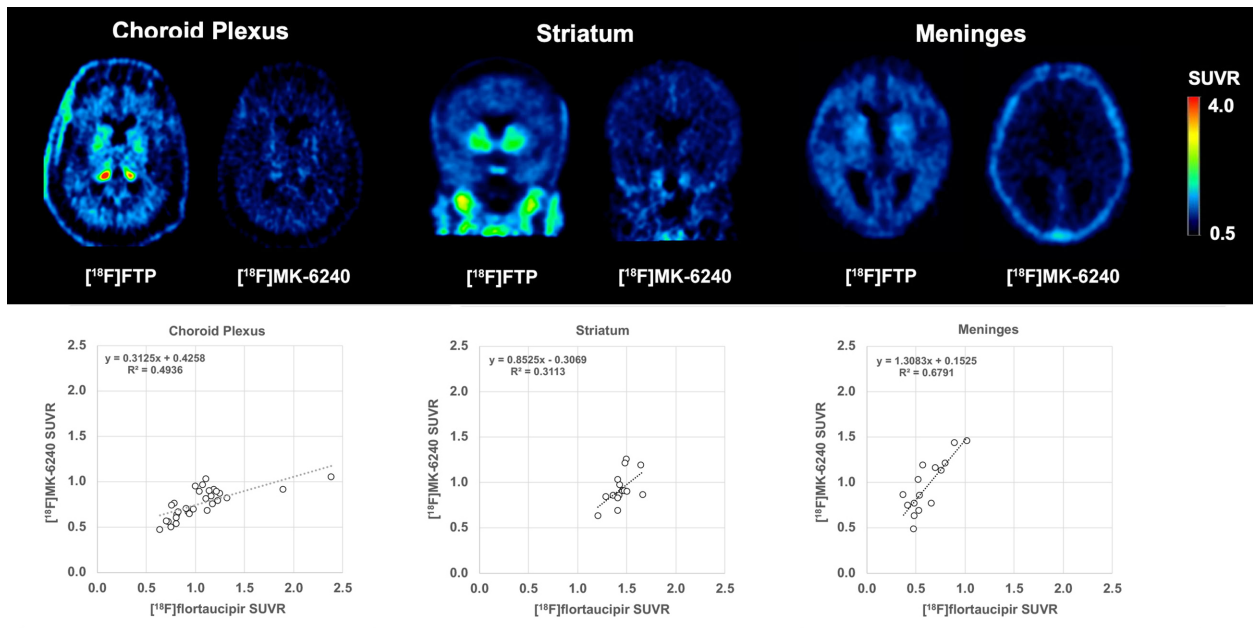 Choroid Plexus
Striatum
Meninges
SUVR
4.0
0.5
[¹⁸F]FTP
[¹⁸F]MK-6240
[¹⁸F]FTP
[¹⁸F]MK-6240
[¹⁸F]FTP
[¹⁸F]MK-6240
Choroid Plexus
y = 0.3125x + 0.4258
R² = 0.4936
[¹⁸F]MK-6240 SUVR
2.5
2.0
1.5
1.0
0.5
0.0
0.0 0.5 1.0 1.5 2.0 2.5
[¹⁸F]flortaucipir SUVR
Striatum
y = 0.8525x - 0.3069
R² = 0.3113
[¹⁸F]MK-6240 SUVR
2.5
2.0
1.5
1.0
0.5
0.0
0.0 0.5 1.0 1.5 2.0 2.5
[¹⁸F]flortaucipir SUVR
Meninges
y = 1.3083x + 0.1525
R² = 0.6791
[¹⁸F]MK-6240 SUVR
2.5
2.0
1.5
1.0
0.5
0.0
0.0 0.5 1.0 1.5 2.0 2.5
[¹⁸F]flortaucipir SUVR